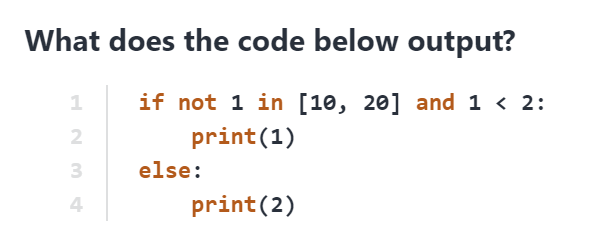 What does the code below output?
1 if not 1 in [10, 20] and 1 < 2:
2     print(1)
3 else:
4     print(2)